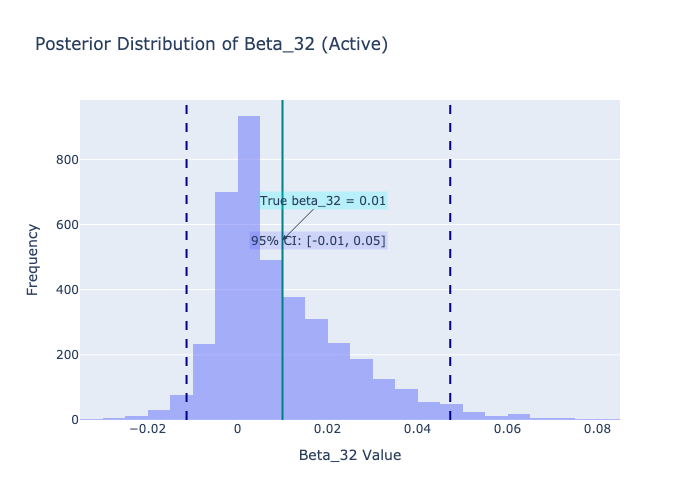 Posterior Distribution of Beta_32 (Active)
800
600
400
200
0
Frequency
True beta_32 = 0.01
95% CI: [-0.01, 0.05]
−0.02
0
0.02
0.04
0.06
0.08
Beta_32 Value